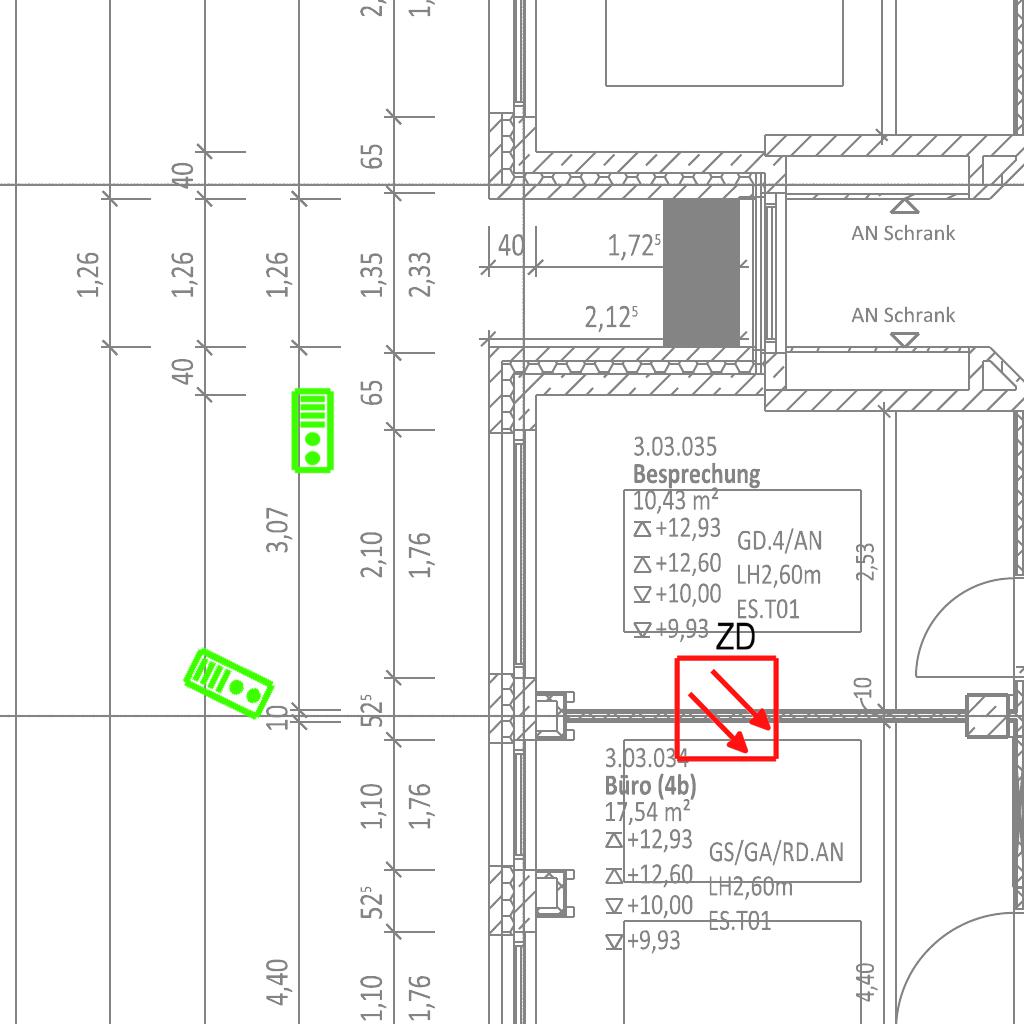 2,
1,
65
40
1,26
1,26
1,26
1,35
2,33
40
1,72⁵
2,12⁵
AN Schrank
AN Schrank
40
65
3.03.035
Besprechung
10,43 m²
+12,93
+12,60
+10,00
+9,93
GD.4/AN
LH2,60m
ES.T01
2,53
3,07
2,10
1,76
ZD
10
10
52⁵
3.03.034
Büro (4b)
17,54 m²
+12,93
+12,60
+10,00
+9,93
GS/GA/RD.AN
LH2,60m
ES.T01
1,10
1,76
52⁵
4,40
1,10
1,76
4,40